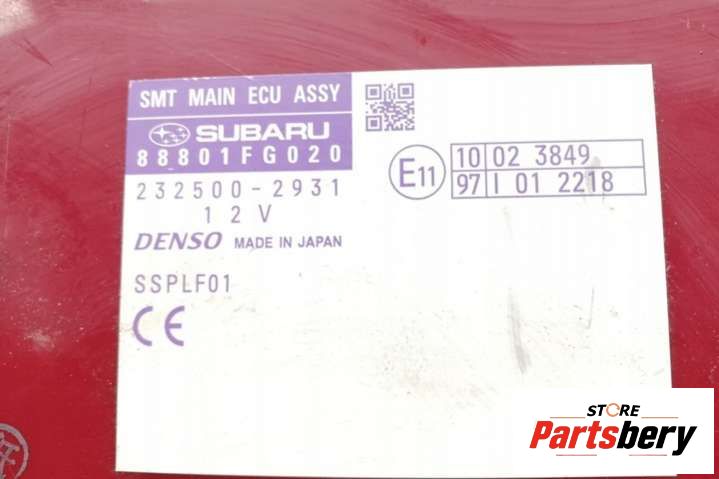 SMT MAIN ECU ASSY
SUBARU
88801FG020
232500-2931
12V
DENSO MADE IN JAPAN
SSPLF01
CE
E11
10 02 3849
97 I 01 2218
STORE
Partsbery